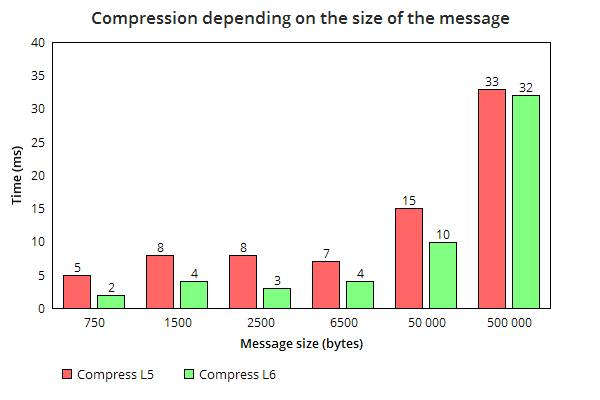 Compression depending on the size of the message
40
35
30
25
20
15
10
5
0
Time (ms)
5 2 8 4 8 3 7 4 15 10 33 32
750 1500 2500 6500 50 000 500 000
Message size (bytes)
Compress L5 Compress L6